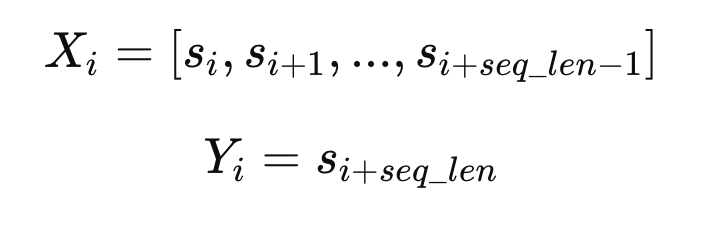 X_i = [s_i, s_{i+1}, ..., s_{i+seq_len−1}]
Y_i = s_{i+seq_len}